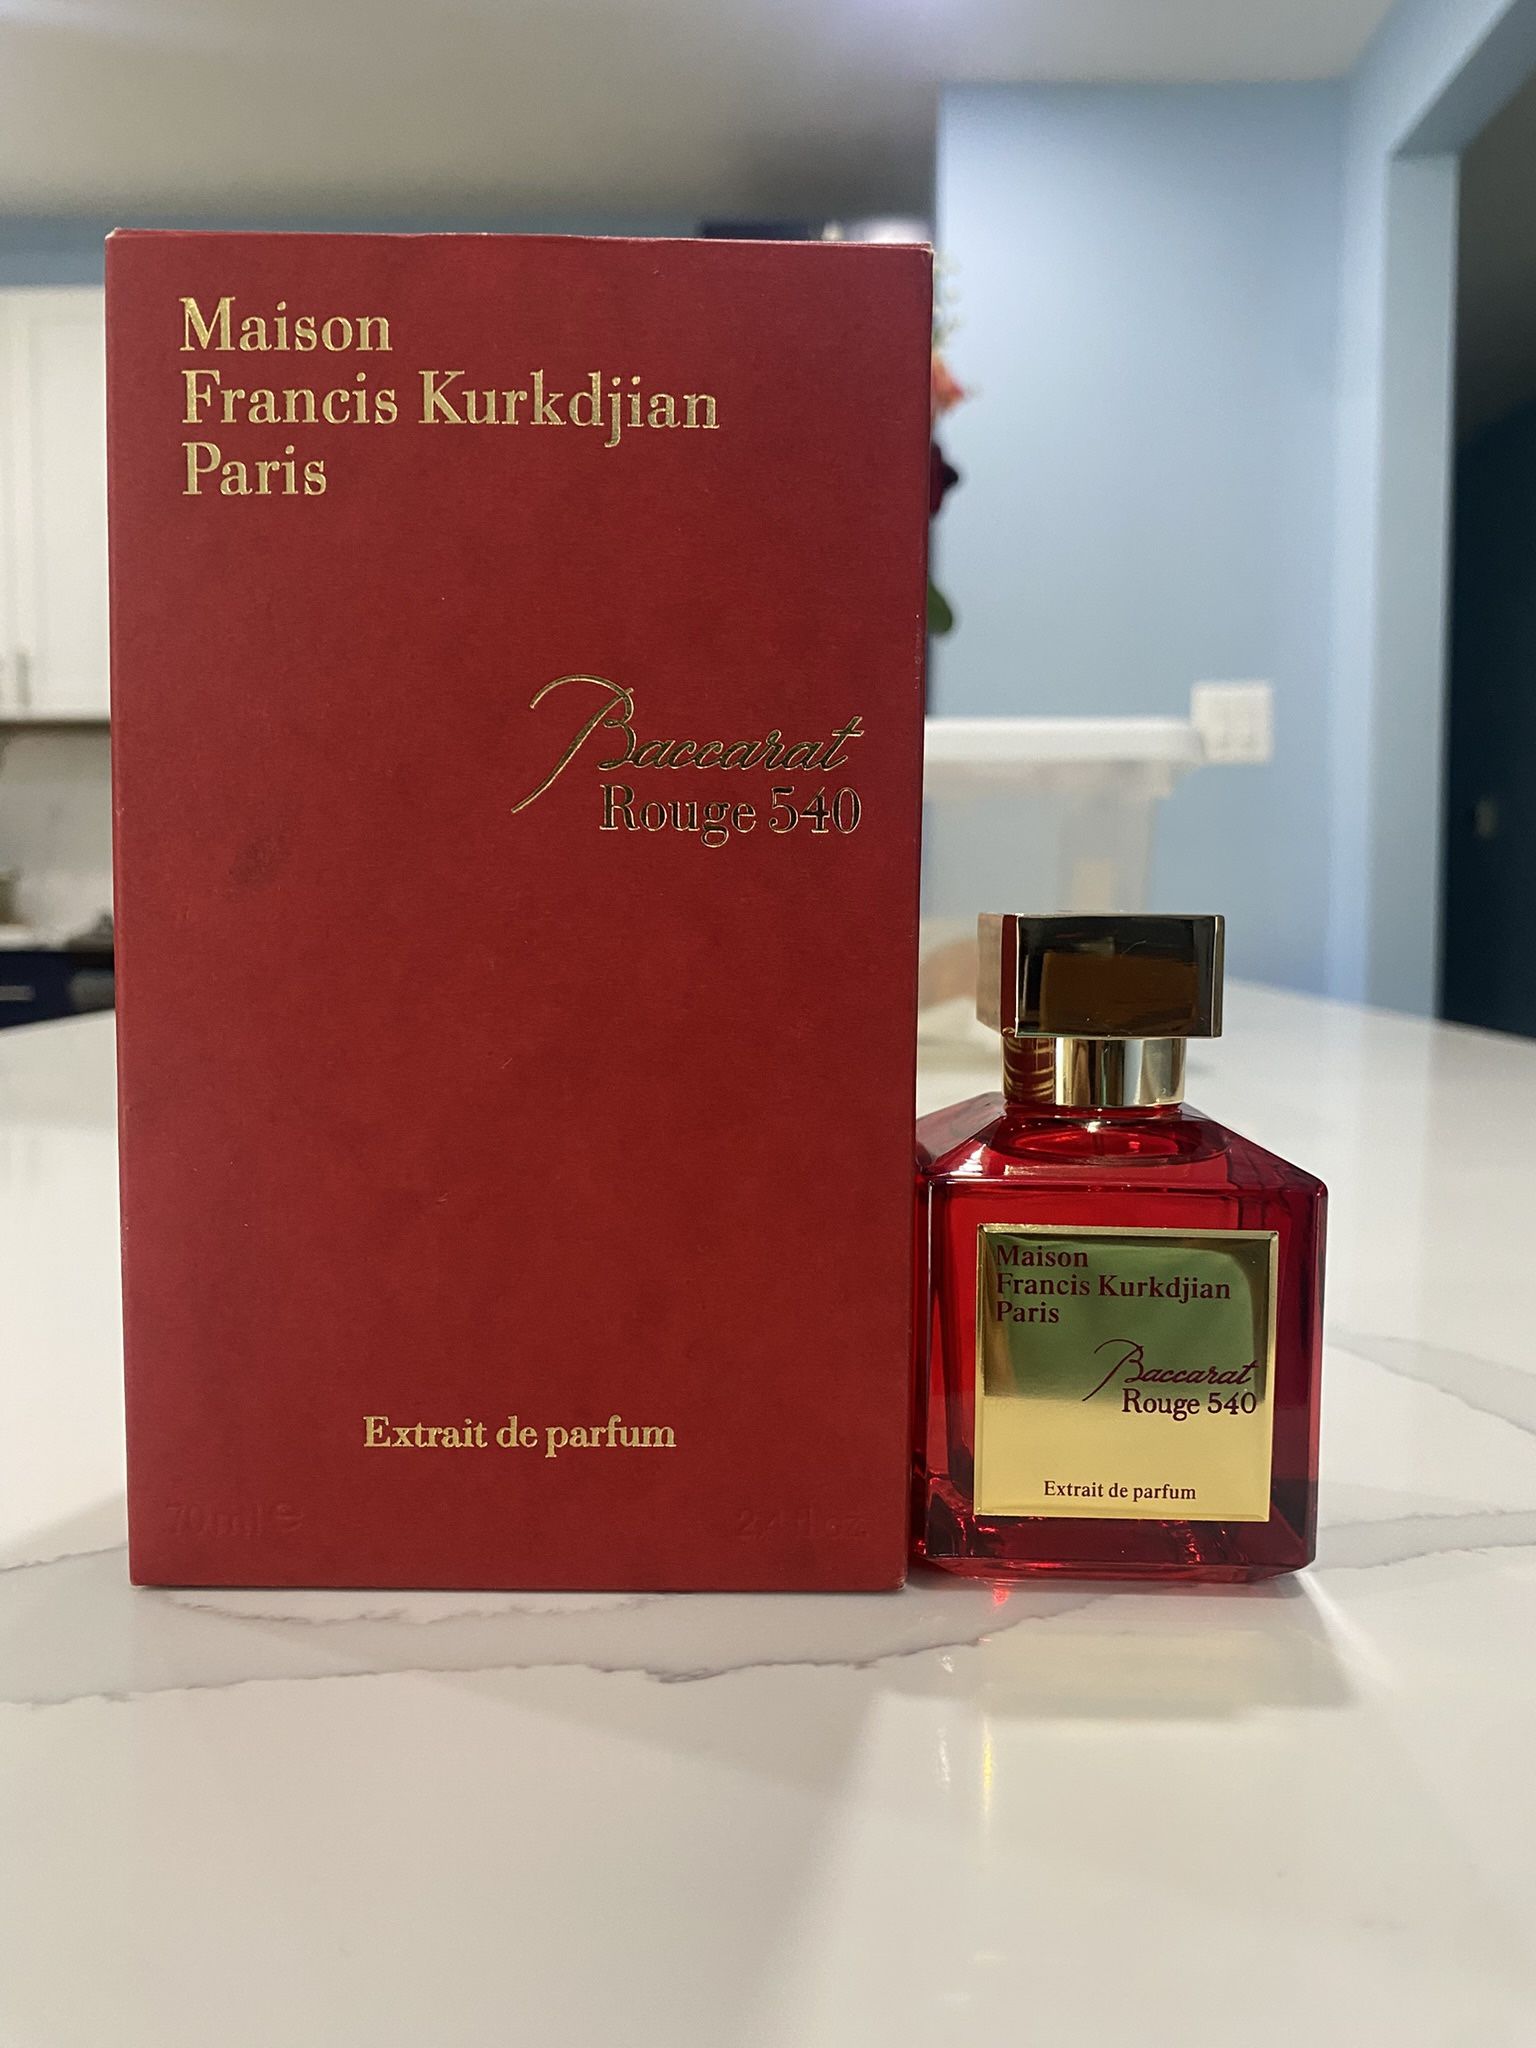 Maison
Francis Kurkdjian
Paris
Baccarat
Rouge 540
Extrait de parfum
70ml e 2.4 fl oz
Maison
Francis Kurkdjian
Paris
Baccarat
Rouge 540
Extrait de parfum